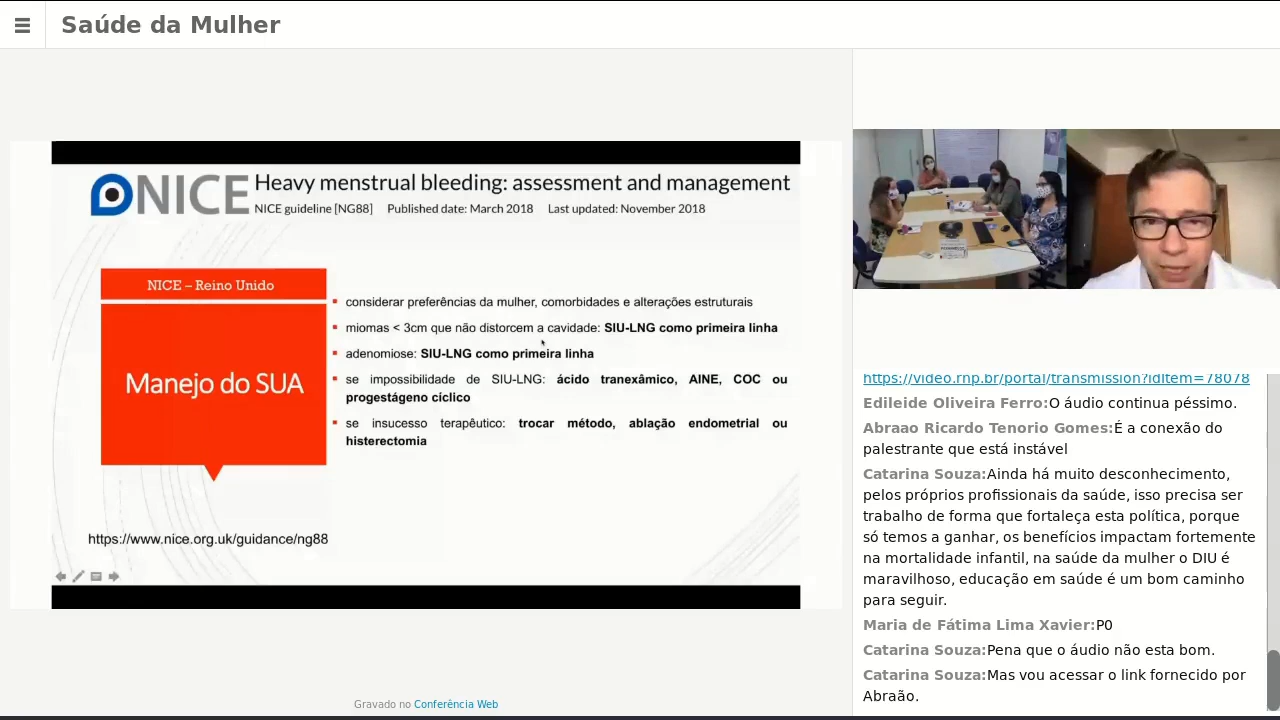 Saúde da Mulher
NICE Heavy menstrual bleeding: assessment and management
NICE guideline [NG88] Published date: March 2018 Last updated: November 2018
NICE – Reino Unido
Manejo do SUA
considerar preferências da mulher, comorbidades e alterações estruturais
miomas < 3cm que não distorcem a cavidade: SIU-LNG como primeira linha
adenomiose: SIU-LNG como primeira linha
se impossibilidade de SIU-LNG: ácido tranexâmico, AINE, COC ou
progestágeno cíclico
se insucesso terapêutico: trocar método, ablação endometrial ou
histerectomia
https://www.nice.org.uk/guidance/ng88
Gravado no Conferência Web
https://video.rnp.br/portal/transmission?idItem=78078
Edileide Oliveira Ferro:O áudio continua péssimo.
Abraao Ricardo Tenorio Gomes:É a conexão do
palestrante que está instável
Catarina Souza:Ainda há muito desconhecimento,
pelos próprios profissionais da saúde, isso precisa ser
trabalho de forma que fortaleça esta política, porque
só temos a ganhar, os benefícios impactam fortemente
na mortalidade infantil, na saúde da mulher o DIU é
maravilhoso, educação em saúde é um bom caminho
para seguir.
Maria de Fátima Lima Xavier:P0
Catarina Souza:Pena que o áudio não esta bom.
Catarina Souza:Mas vou acessar o link fornecido por
Abraão.